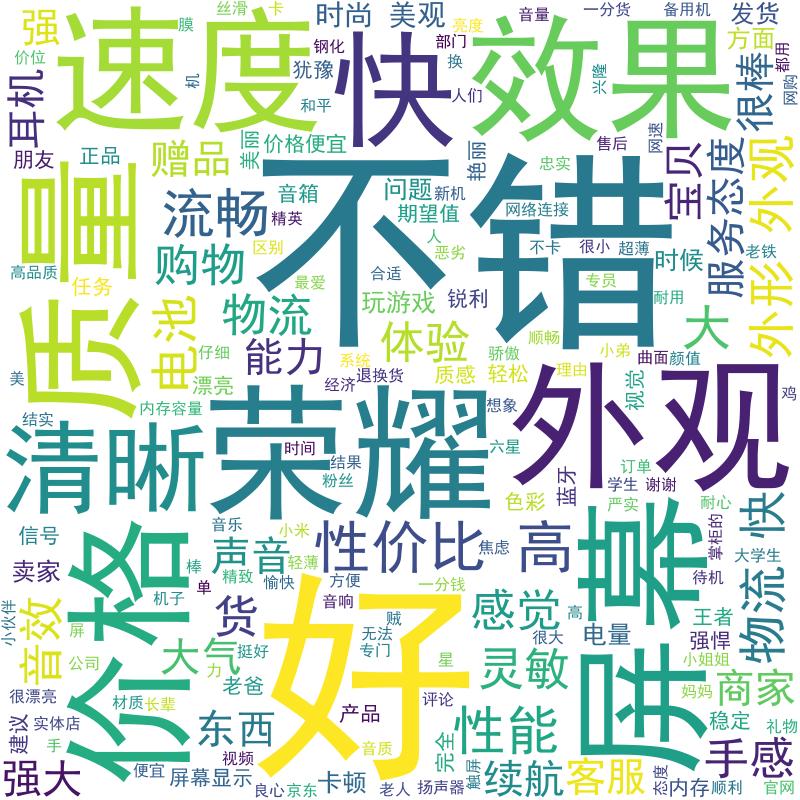 丝滑
卡
时尚
美观
亮度
音量
一分货
备用机
发货
强
膜
速度
快
效果
方面
价位
钢化
部门
换
很棒
都用
耳机
机
犹豫
人们
兴隆
网购
和平
朋友
正品
赠品
美丽
价格便宜
艳丽
售后
网速
质量
不错
忠实
宝贝
服务态度
外形外观
流畅
音箱
问题
新机
精英
期望值
网络连接
高品质
购物
区别
人
恶劣
不卡
很小
超薄
时候
老铁
任务
最爱
合适
专员
耐用
电池
物流
玩游戏
锐利
大
体验
顺畅
小弟
仔细
能力
系统
骄傲
曲面
颜值
美
漂亮
经济
退换货
质感
轻松
理由
视觉
鸡
结实
内存容量
荣耀
想象
外观
清晰
时间
结果
六星
粉丝
订单
蓝牙
学生
谢谢
色彩
严实
耐心
信号
音乐
小米
性价比
焦虑
高
屏幕
掌柜的
快
价格
声音
轻薄
大学生
卖家
棒
精致
愉快
方便
一分钱
待机
小伙伴
机子
单
音响
物流
音效
货
好
贼
感觉
高
王者
屏
无法
很大
电量
强悍
公司
大气
挺好
专门
星
灵敏
小姐姐
很漂亮
力
老爸
妈妈
商家
材质
长辈
产品
评论
建议
实体店
东西
性能
稳定
礼物
手
音质
完全
手感
强大
视频
触屏
便宜
屏幕显示
卡顿
续航
客服
态度
内存
顺利
官网
良心
京东
老人
扬声器